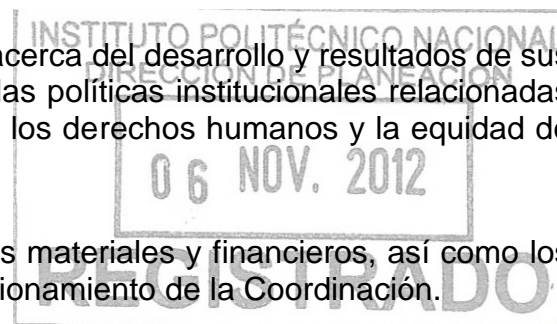 INSTITUTO POLITÉCNICO NACIONAL
acerca del desarrollo y resultados de sus
DIRECCIÓN DE PLANEACIÓN
las políticas institucionales relacionadas
los derechos humanos y la equidad de
06 NOV. 2012
s materiales y financieros, así como los
REGISTRADO
ionamiento de la Coordinación.